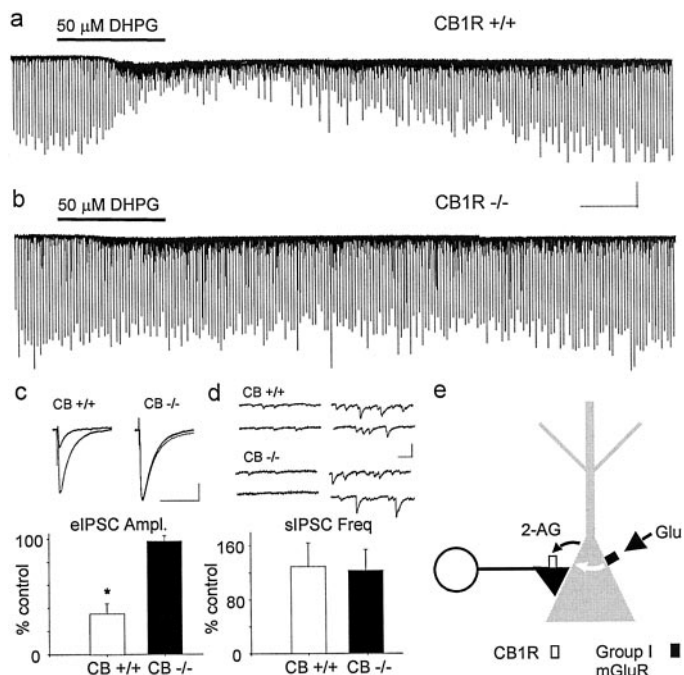 a
50 μM DHPG
CB1R +/+
b
50 μM DHPG
CB1R -/-
c
CB +/+
CB -/-
eIPSC Ampl.
% control
100
*
0
CB +/+
CB -/-
d
CB +/+
CB -/-
sIPSC Freq
% control
160
120
80
0
CB +/+
CB -/-
e
2-AG
Glu
CB1R
Group I
mGluR